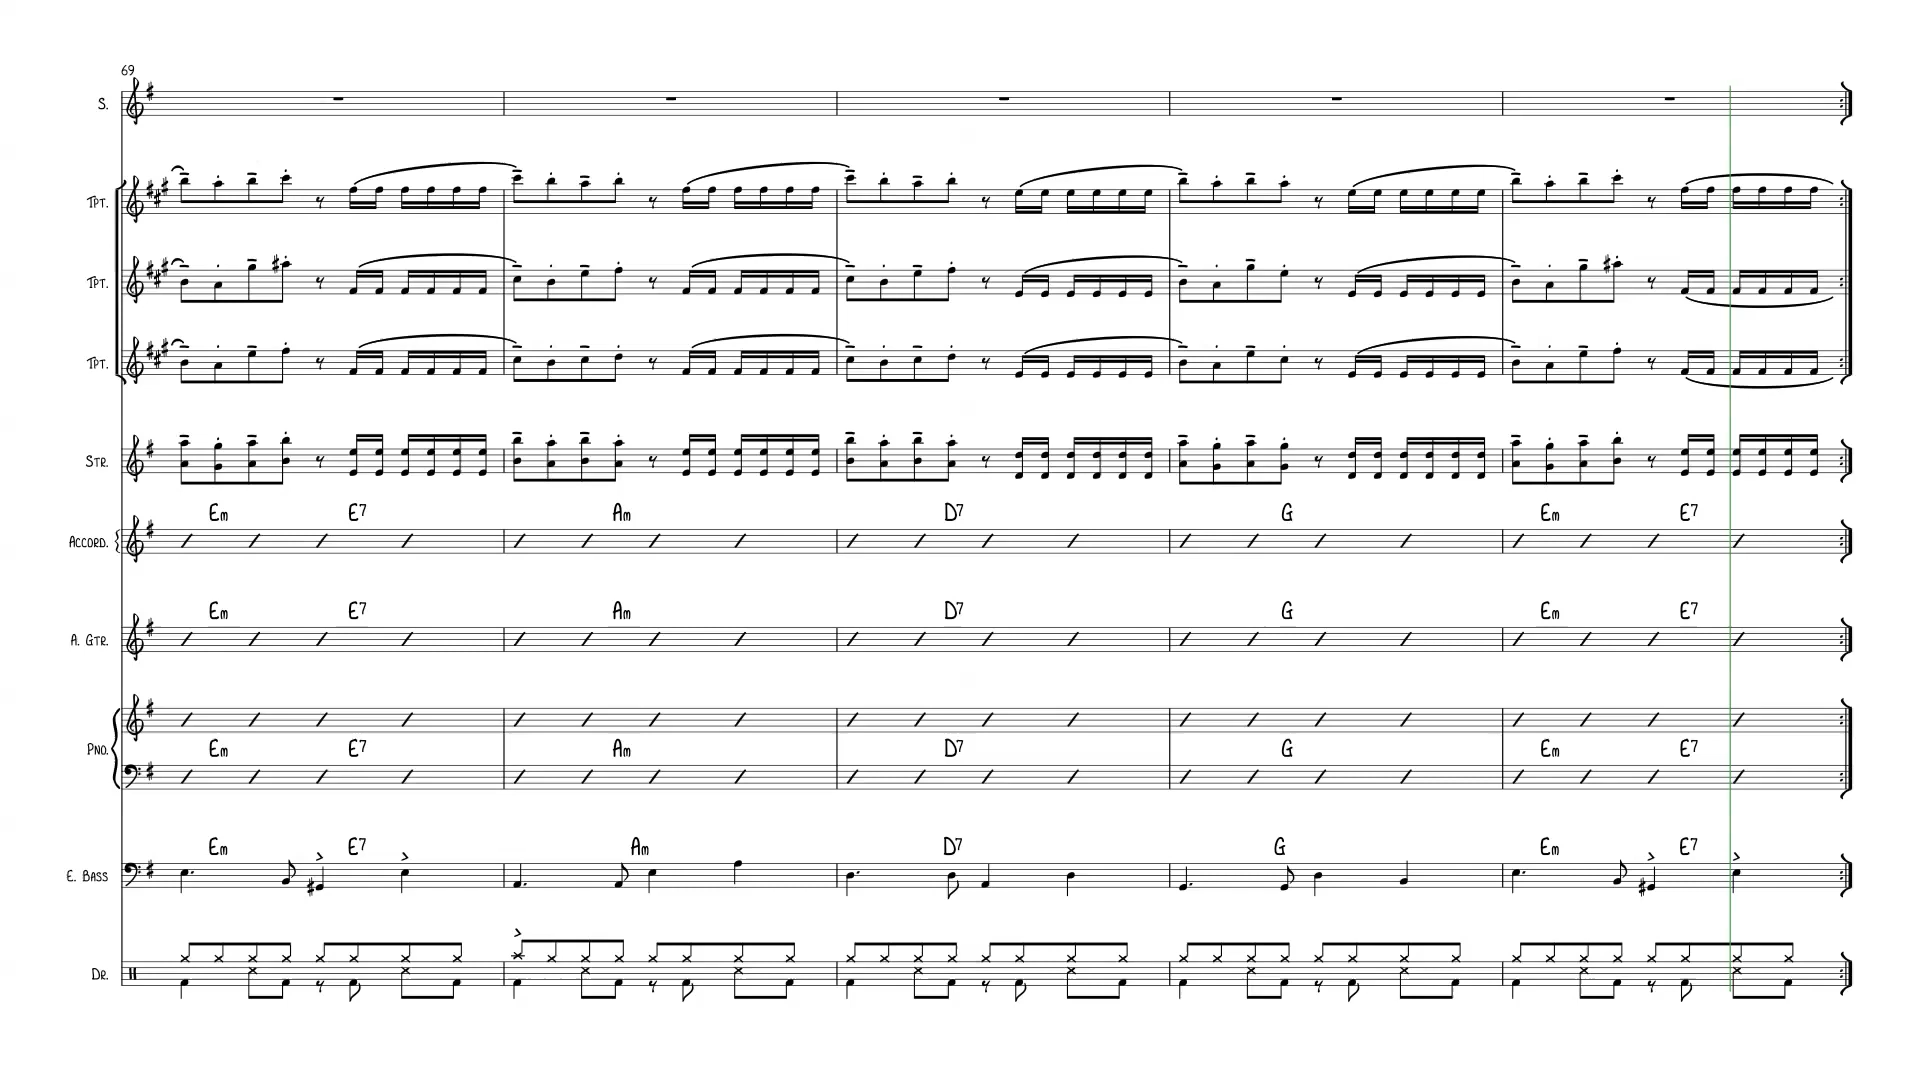 69
S.
Tpt.
Tpt.
Tpt.
Str.
Em E7 Am D7 G Em E7
Accord.
Em E7 Am D7 G Em E7
A. Gtr.
Pno.
Em E7 Am D7 G Em E7
Em E7 Am D7 G Em E7
E. Bass
Dr.